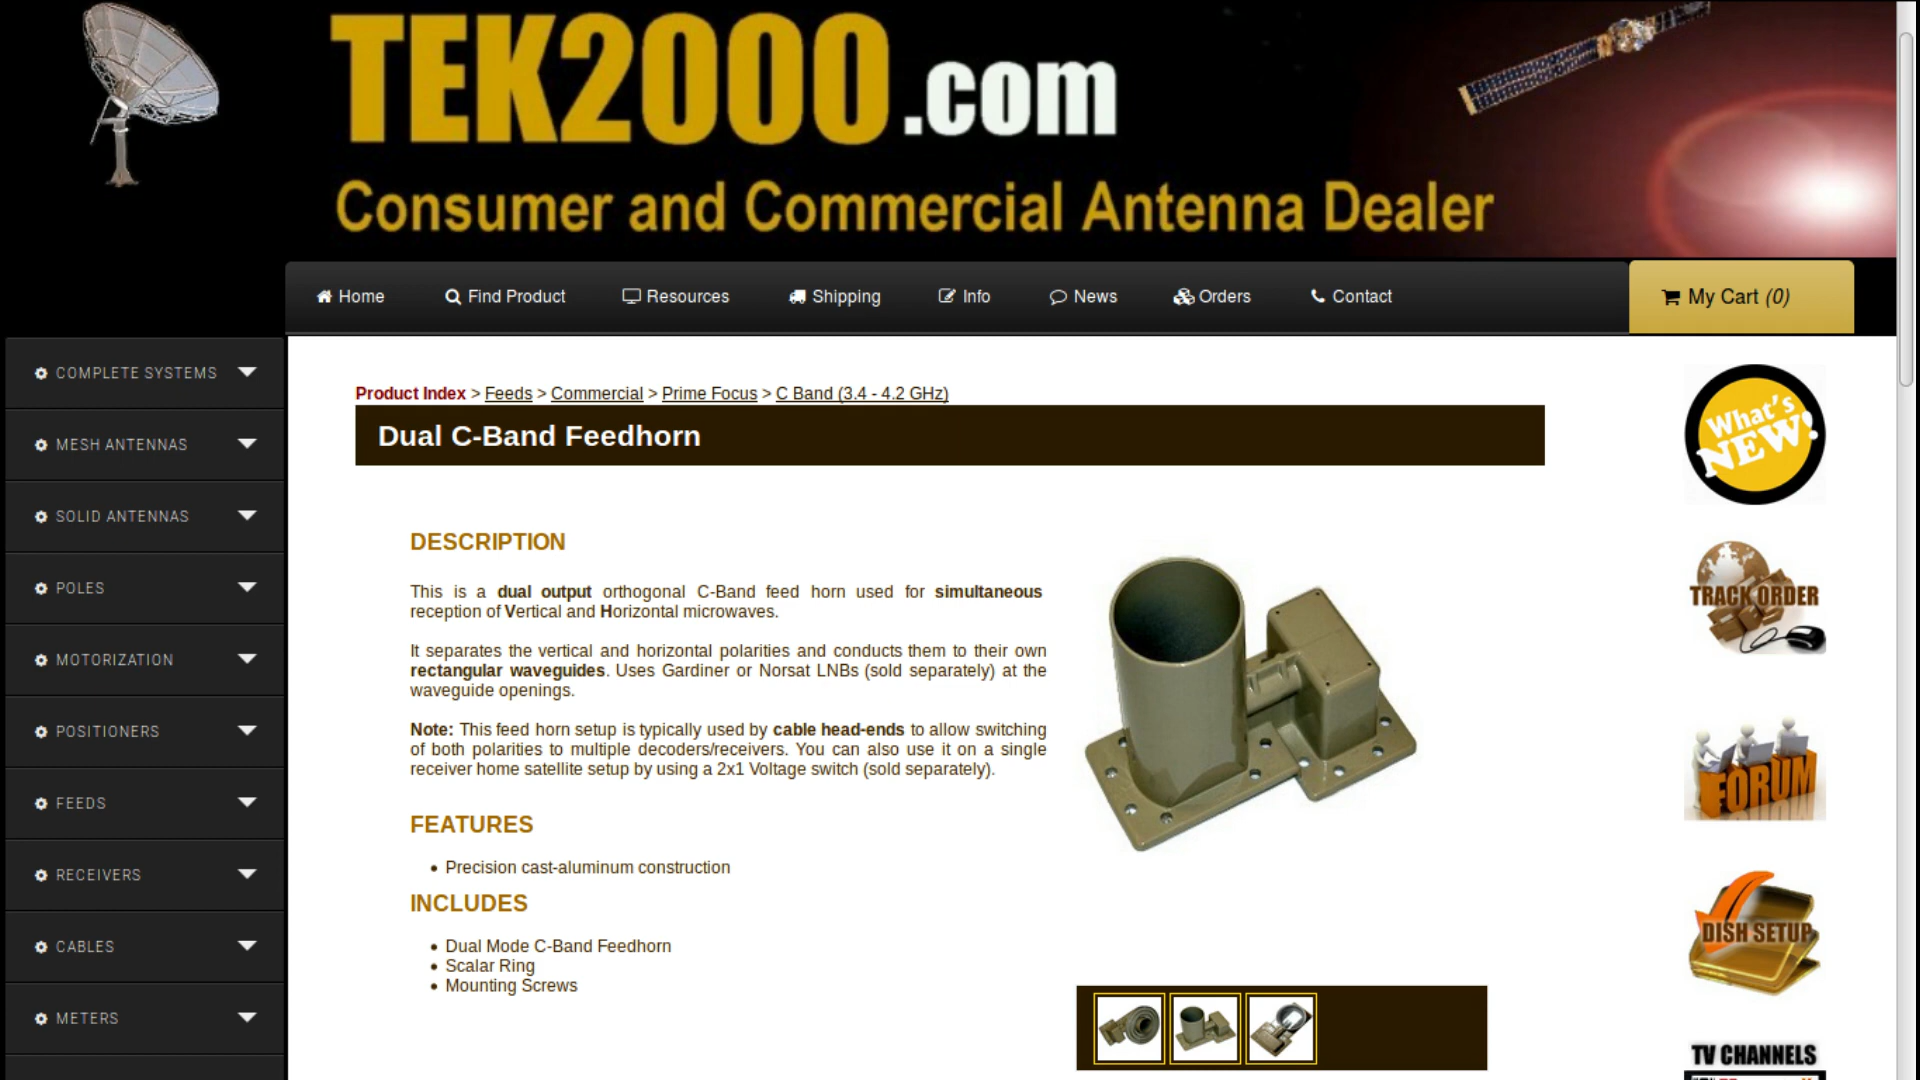 TEK2000.com
Consumer and Commercial Antenna Dealer
Home Find Product Resources Shipping Info News Orders Contact My Cart (0)
COMPLETE SYSTEMS
MESH ANTENNAS
SOLID ANTENNAS
POLES
MOTORIZATION
POSITIONERS
FEEDS
RECEIVERS
CABLES
METERS
Product Index > Feeds > Commercial > Prime Focus > C Band (3.4 - 4.2 GHz)
Dual C-Band Feedhorn
DESCRIPTION
This is a dual output orthogonal C-Band feed horn used for simultaneous
reception of Vertical and Horizontal microwaves.
It separates the vertical and horizontal polarities and conducts them to their own
rectangular waveguides. Uses Gardiner or Norsat LNBs (sold separately) at the
waveguide openings.
Note: This feed horn setup is typically used by cable head-ends to allow switching
of both polarities to multiple decoders/receivers. You can also use it on a single
receiver home satellite setup by using a 2x1 Voltage switch (sold separately).
FEATURES
Precision cast-aluminum construction
INCLUDES
Dual Mode C-Band Feedhorn
Scalar Ring
Mounting Screws
What's
NEW!
TRACK ORDER
FORUM
DISH SETUP
TV CHANNELS